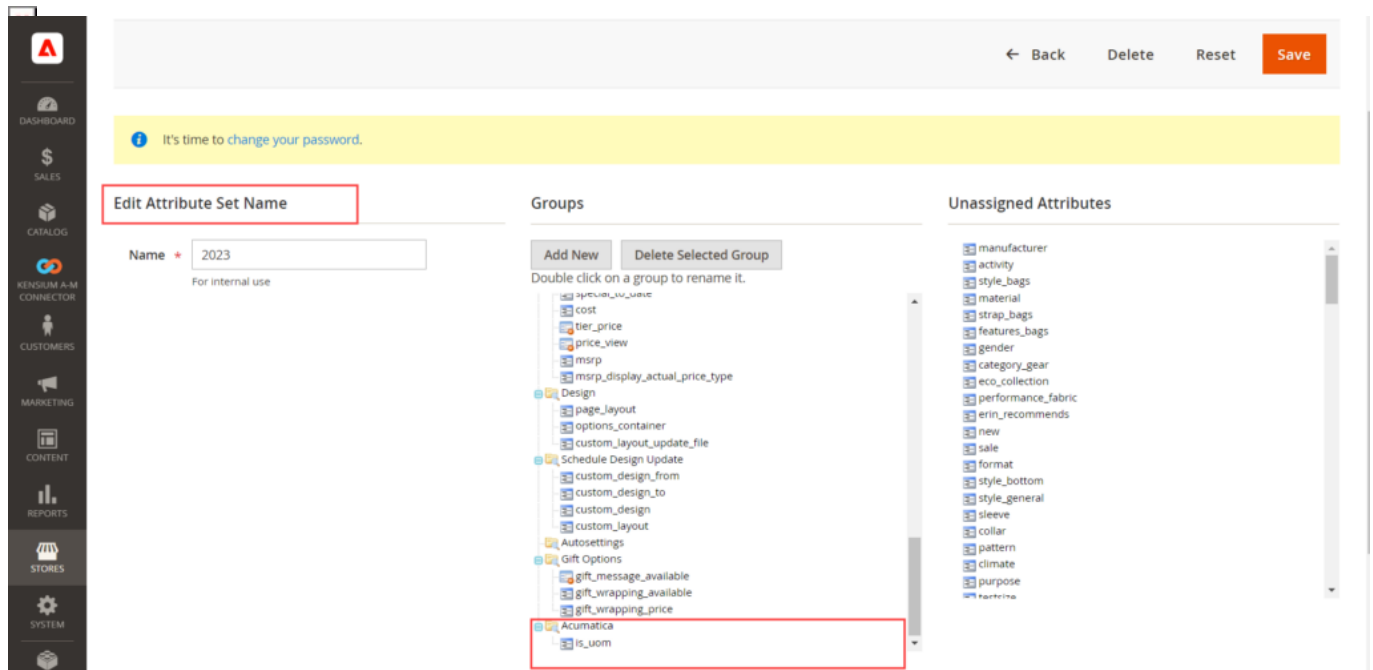 ← Back Delete Reset Save
DASHBOARD
It's time to change your password.
$
SALES
CATALOG
KENSIUM A-M
CONNECTOR
CUSTOMERS
MARKETING
CONTENT
REPORTS
STORES
SYSTEM
Edit Attribute Set Name
Name * 2023
For internal use
Groups
Add New Delete Selected Group
Double click on a group to rename it.
special_to_date
cost
tier_price
price_view
msrp
msrp_display_actual_price_type
Design
page_layout
options_container
custom_layout_update_file
Schedule Design Update
custom_design_from
custom_design_to
custom_design
custom_layout
Autosettings
Gift Options
gift_message_available
gift_wrapping_available
gift_wrapping_price
Acumatica
is_uom
Unassigned Attributes
manufacturer
activity
style_bags
material
strap_bags
features_bags
gender
category_gear
eco_collection
performance_fabric
erin_recommends
new
sale
format
style_bottom
style_general
sleeve
collar
pattern
climate
purpose